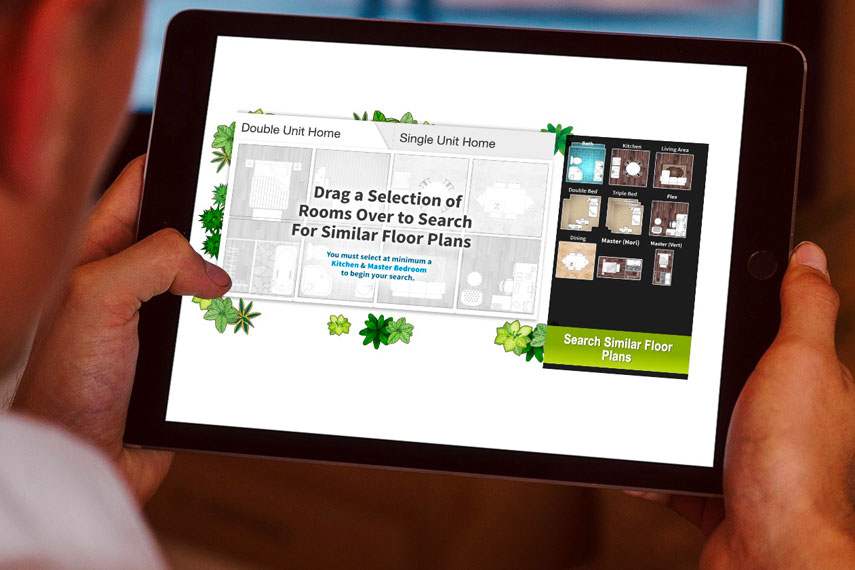 Double Unit Home
Single Unit Home
Drag a Selection of
Rooms Over to Search
For Similar Floor Plans
You must select at minimum a
Kitchen & Master Bedroom
to begin your search.
Bath
Kitchen
Living Area
Double Bed
Triple Bed
Flex
Dining
Master (Hori)
Master (Vert)
Search Similar Floor
Plans